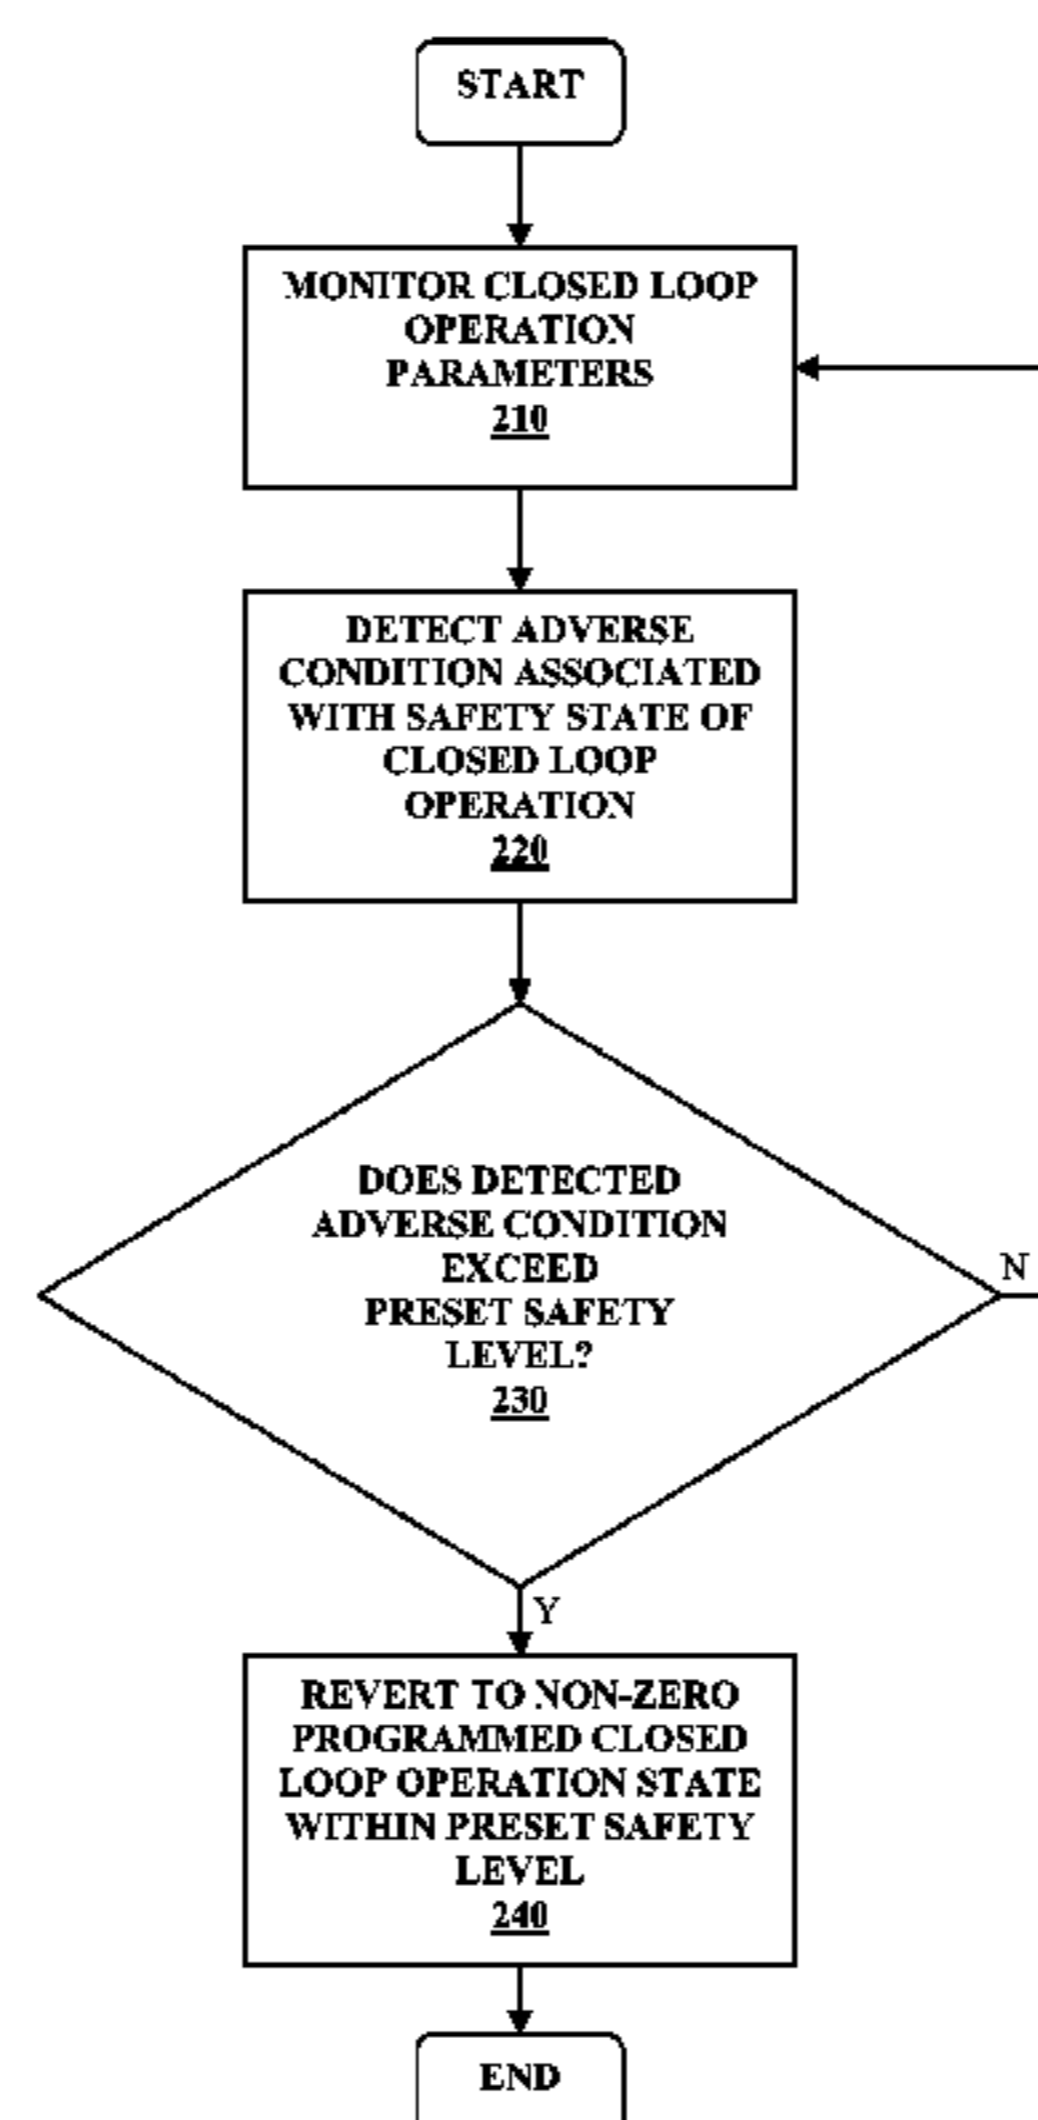 START
MONITOR CLOSED LOOP
OPERATION
PARAMETERS
210
DETECT ADVERSE
CONDITION ASSOCIATED
WITH SAFETY STATE OF
CLOSED LOOP
OPERATION
220
DOES DETECTED
ADVERSE CONDITION
EXCEED
PRESET SAFETY
LEVEL?
230
N
Y
REVERT TO NON-ZERO
PROGRAMMED CLOSED
LOOP OPERATION STATE
WITHIN PRESET SAFETY
LEVEL
240
END